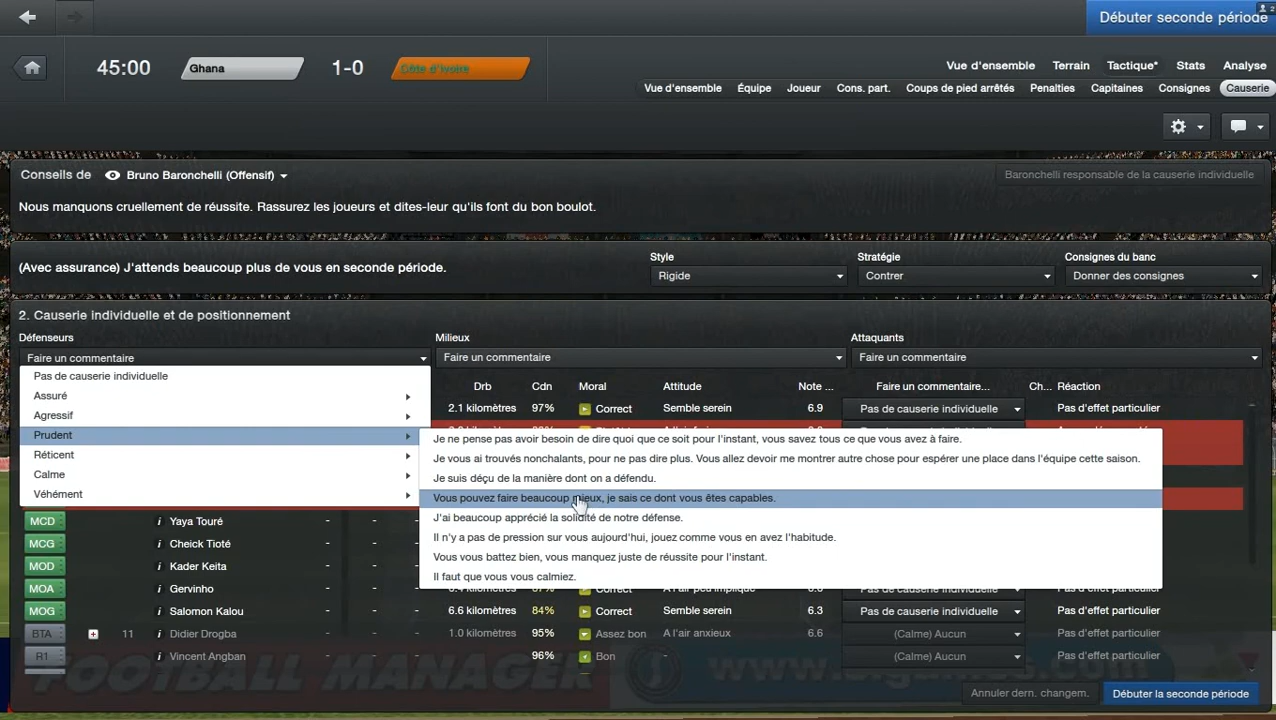 2
Débuter seconde période
45:00 Ghana 1-0 Côte d'Ivoire
Vue d'ensemble Terrain Tactique* Stats Analyse
Vue d'ensemble Équipe Joueur Cons. part. Coups de pied arrêtés Penalties Capitaines Consignes Causerie
Conseils de Bruno Baronchelli (Offensif) Baronchelli responsable de la causerie individuelle
Nous manquons cruellement de réussite. Rassurez les joueurs et dites-leur qu'ils font du bon boulot.
Style Stratégie Consignes du banc
(Avec assurance) J'attends beaucoup plus de vous en seconde période. Rigide Contrer Donner des consignes
2. Causerie individuelle et de positionnement
Défenseurs Milieux Attaquants
Faire un commentaire Faire un commentaire Faire un commentaire
Pas de causerie individuelle
Drb Cdn Moral Attitude Note ... Faire un commentaire... Ch... Réaction
Assuré
2.1 kilomètres 97% Correct Semble serein 6.9 Pas de causerie individuelle Pas d'effet particulier
Agressif
Prudent
Je ne pense pas avoir besoin de dire quoi que ce soit pour l'instant, vous savez tous ce que vous avez à faire.
Réticent
Je vous ai trouvés nonchalants, pour ne pas dire plus. Vous allez devoir me montrer autre chose pour espérer une place dans l'équipe cette saison.
Calme
Je suis déçu de la manière dont on a défendu.
Véhément
Vous pouvez faire beaucoup mieux, je sais ce dont vous êtes capables.
J'ai beaucoup apprécié la solidité de notre défense.
Il n'y a pas de pression sur vous aujourd'hui, jouez comme vous en avez l'habitude.
Vous vous battez bien, vous manquez juste de réussite pour l'instant.
Il faut que vous vous calmiez.
MCD i Yaya Touré - - -
MCG i Cheick Tioté - - -
MOD i Kader Keita - - -
MOA i Gervinho - - -
MOG i Salomon Kalou - - - 6.6 kilomètres 84% Correct Semble serein 6.3 Pas de causerie individuelle Pas d'effet particulier
BTA 11 i Didier Drogba - - - 1.0 kilomètres 95% Assez bon A l'air anxieux 6.6 (Calme) Aucun Pas d'effet particulier
R1 i Vincent Angban - - - 96% Bon - (Calme) Aucun Pas d'effet particulier
FOOTBALL MANAGER
Annuler dern. changem. Débuter la seconde période